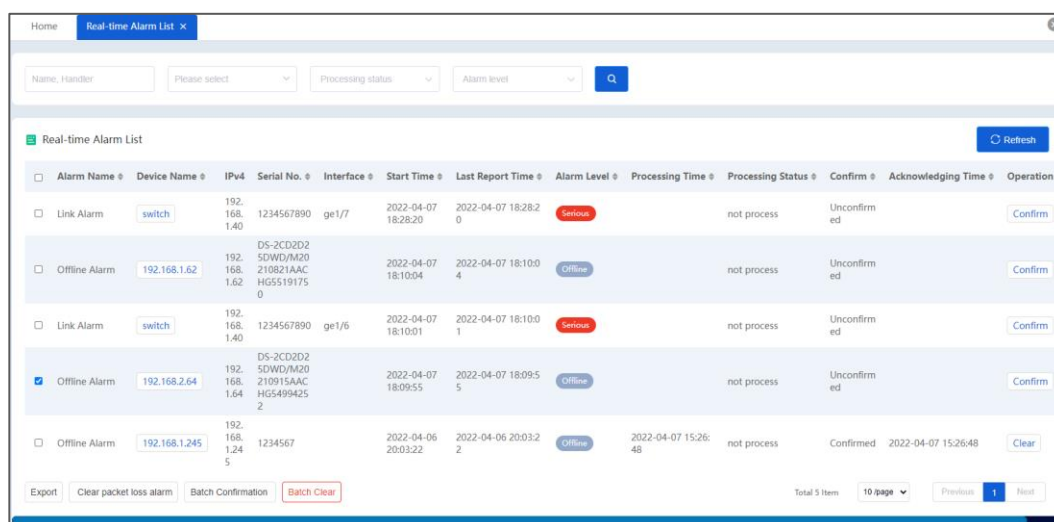 Home Real-time Alarm List ×
Name, Handler Please select Processing status Alarm level
Real-time Alarm List Refresh
Alarm Name Device Name IPv4 Serial No. Interface Start Time Last Report Time Alarm Level Processing Time Processing Status Confirm Acknowledging Time Operation
192.
Link Alarm switch 168. 1234567890 ge1/7 2022-04-07 2022-04-07 18:28:2 Serious not process Unconfirm Confirm
1.40 18:28:20 0 ed
DS-2CD2D2
192. 5DWD/M20
Offline Alarm 192.168.1.62 168. 210821AAC 2022-04-07 2022-04-07 18:10:0 Offline not process Unconfirm Confirm
1.62 HG5519175 18:10:04 4 ed
0
192.
Link Alarm switch 168. 1234567890 ge1/6 2022-04-07 2022-04-07 18:10:0 Serious not process Unconfirm Confirm
1.40 18:10:01 1 ed
DS-2CD2D2
192. 5DWD/M20
Offline Alarm 192.168.2.64 168. 210915AAC 2022-04-07 2022-04-07 18:09:5 Offline not process Unconfirm Confirm
1.64 HG5499425 18:09:55 5 ed
2
192.
168.
Offline Alarm 192.168.1.245 1.24 1234567 2022-04-06 2022-04-06 20:03:2 Offline 2022-04-07 15:26: not process Confirmed 2022-04-07 15:26:48 Clear
5 20:03:22 2 48
Export Clear packet loss alarm Batch Confirmation Batch Clear Total 5 Item 10 /page Previous 1 Next